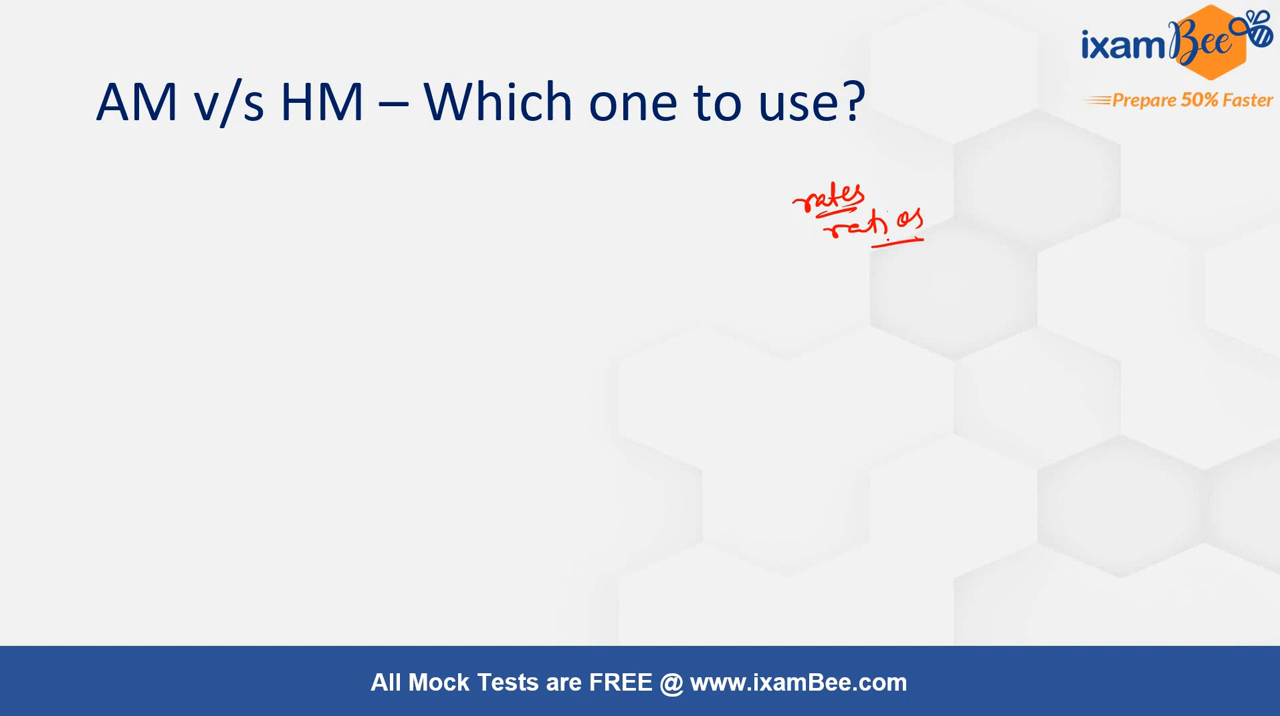 ixamBee
Prepare 50% Faster
AM v/s HM – Which one to use?
rates
ratios
All Mock Tests are FREE @ www.ixamBee.com